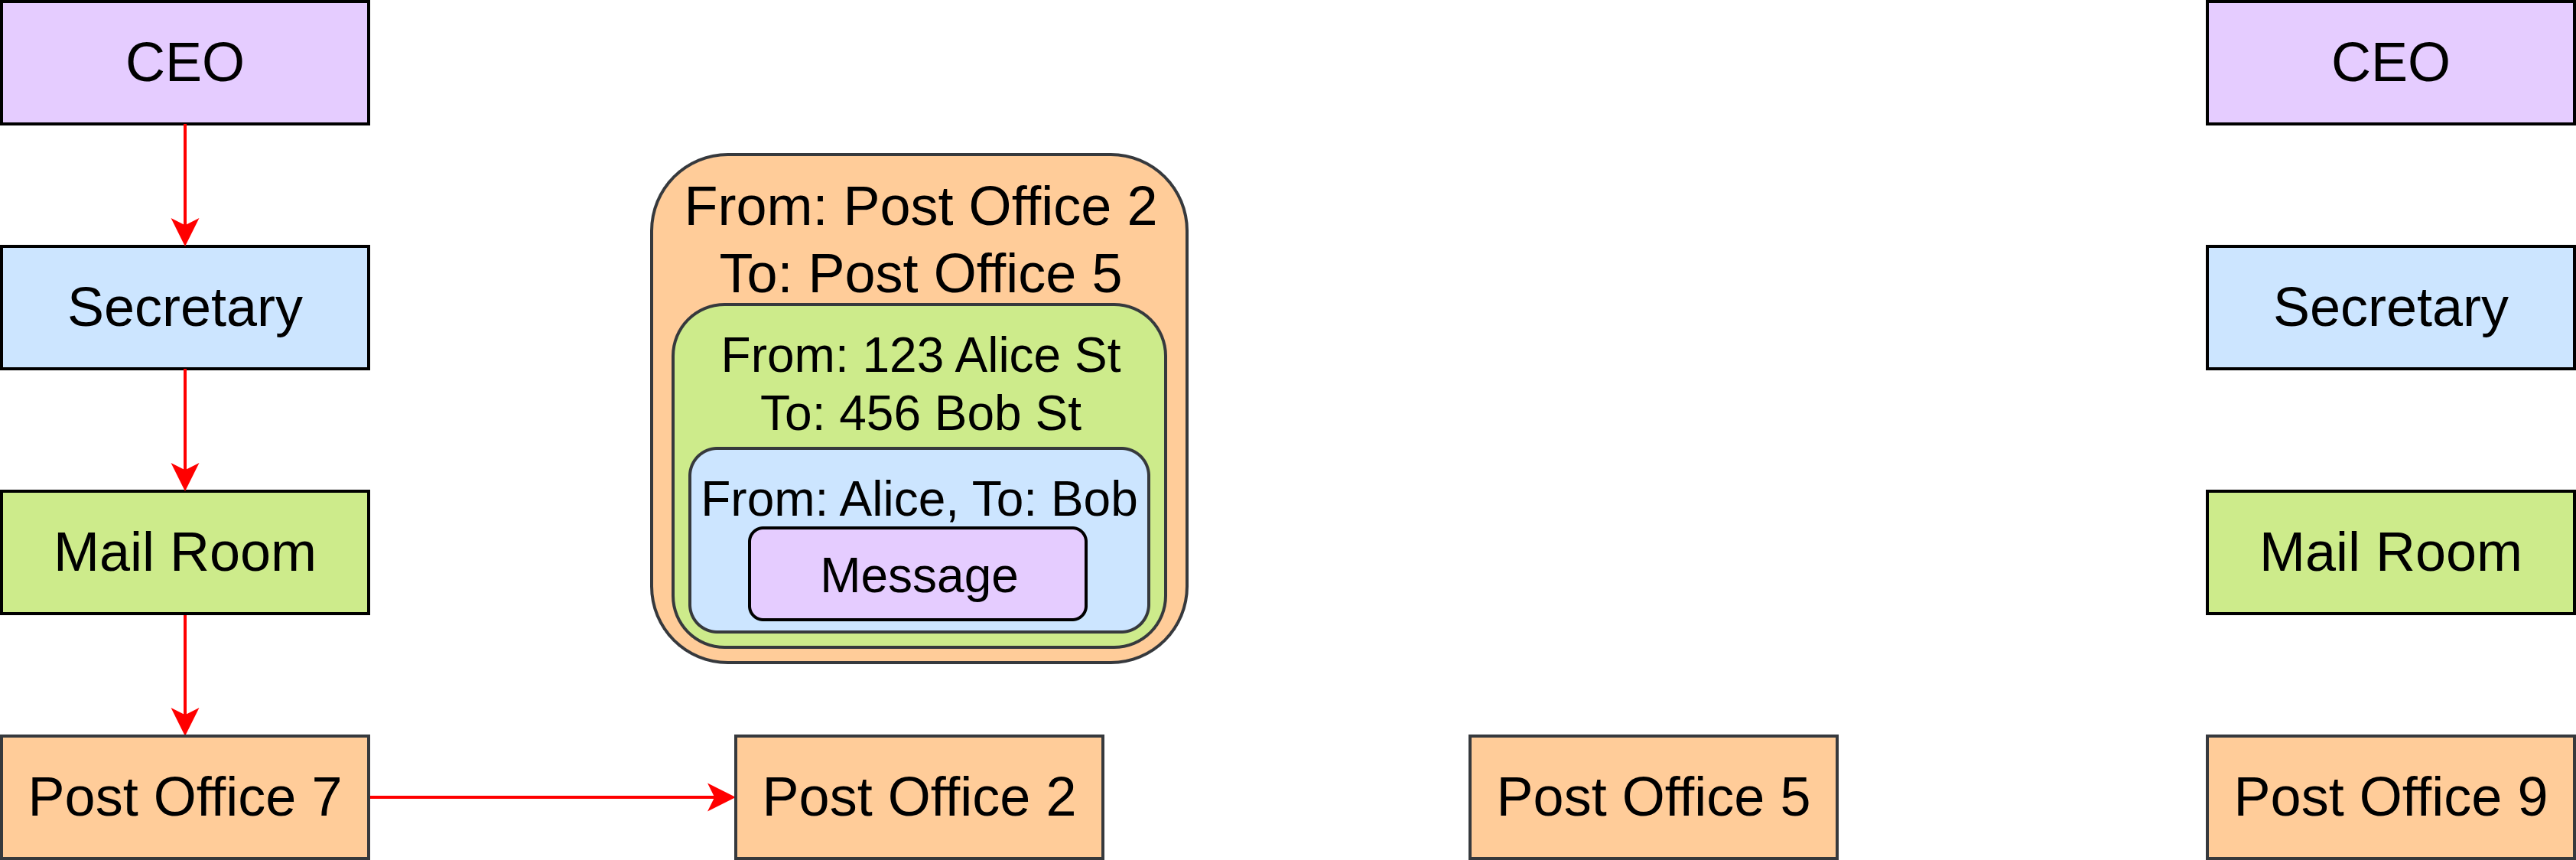 CEO
CEO
From: Post Office 2
To: Post Office 5
Secretary
Secretary
From: 123 Alice St
To: 456 Bob St
From: Alice, To: Bob
Mail Room
Message
Mail Room
Post Office 7
Post Office 2
Post Office 5
Post Office 9